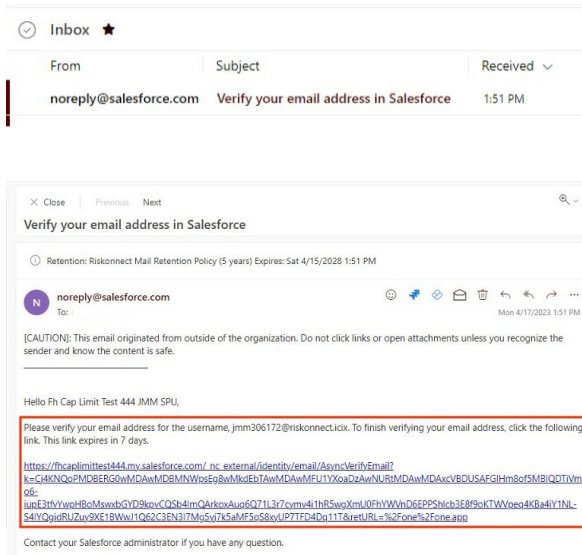 Inbox ★
From Subject Received
noreply@salesforce.com Verify your email address in Salesforce 1:51 PM
Close Previous Next
Verify your email address in Salesforce
Retention: Riskonnect Mail Retention Policy (5 years) Expires: Sat 4/15/2028 1:51 PM
N noreply@salesforce.com
To:
Mon 4/17/2023 1:51 PM
[CAUTION]: This email originated from outside of the organization. Do not click links or open attachments unless you recognize the
sender and know the content is safe.
Hello Fh Cap Limit Test 444 JMM SPU,
Please verify your email address for the username, jmm306172@riskonnect.icix. To finish verifying your email address, click the following
link. This link expires in 7 days.
https://fhcaplimittest444.my.salesforce.com/_nc_external/identity/email/AsyncVerifyEmail?
Contact your Salesforce administrator if you have any question.